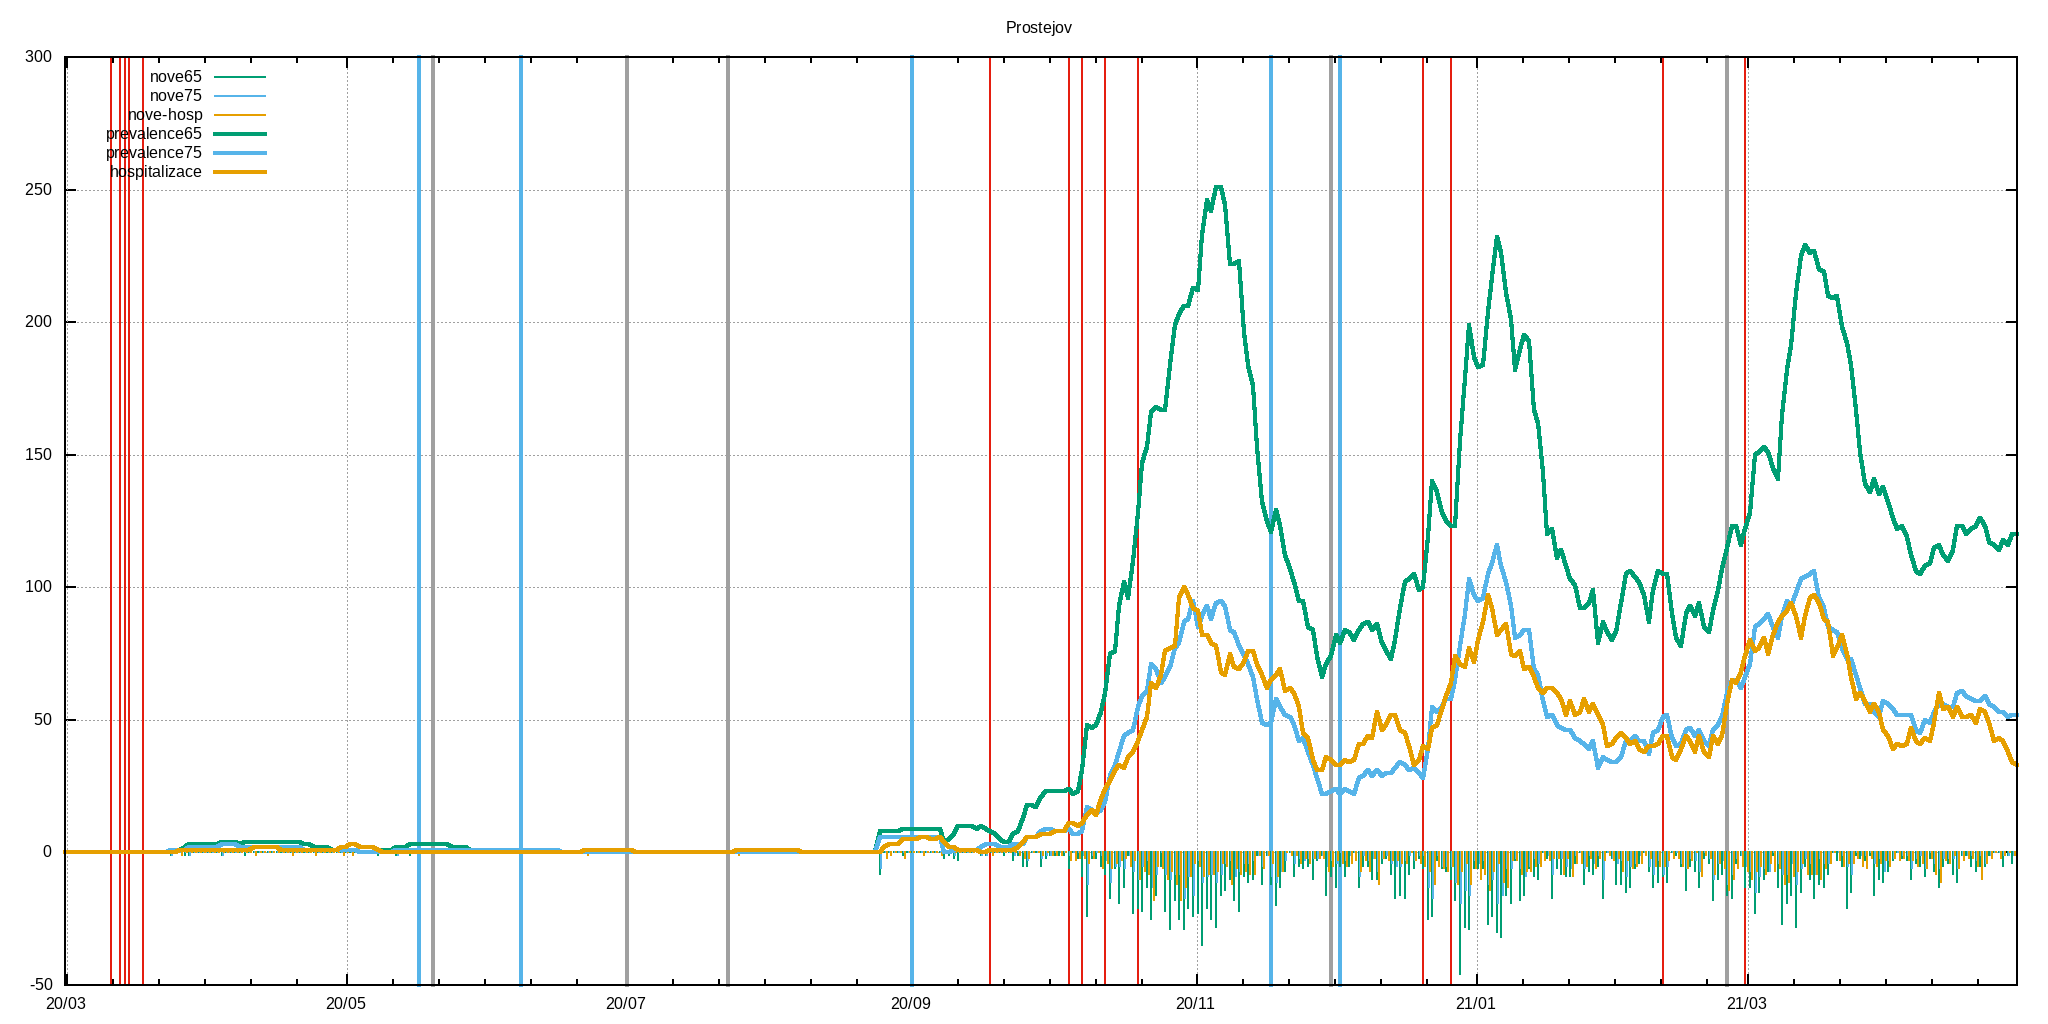 Prostejov
300
250
200
150
100
50
0
-50
nove65
nove75
nove-hosp
prevalence65
prevalence75
hospitalizace
20/03 20/05 20/07 20/09 20/11 21/01 21/03